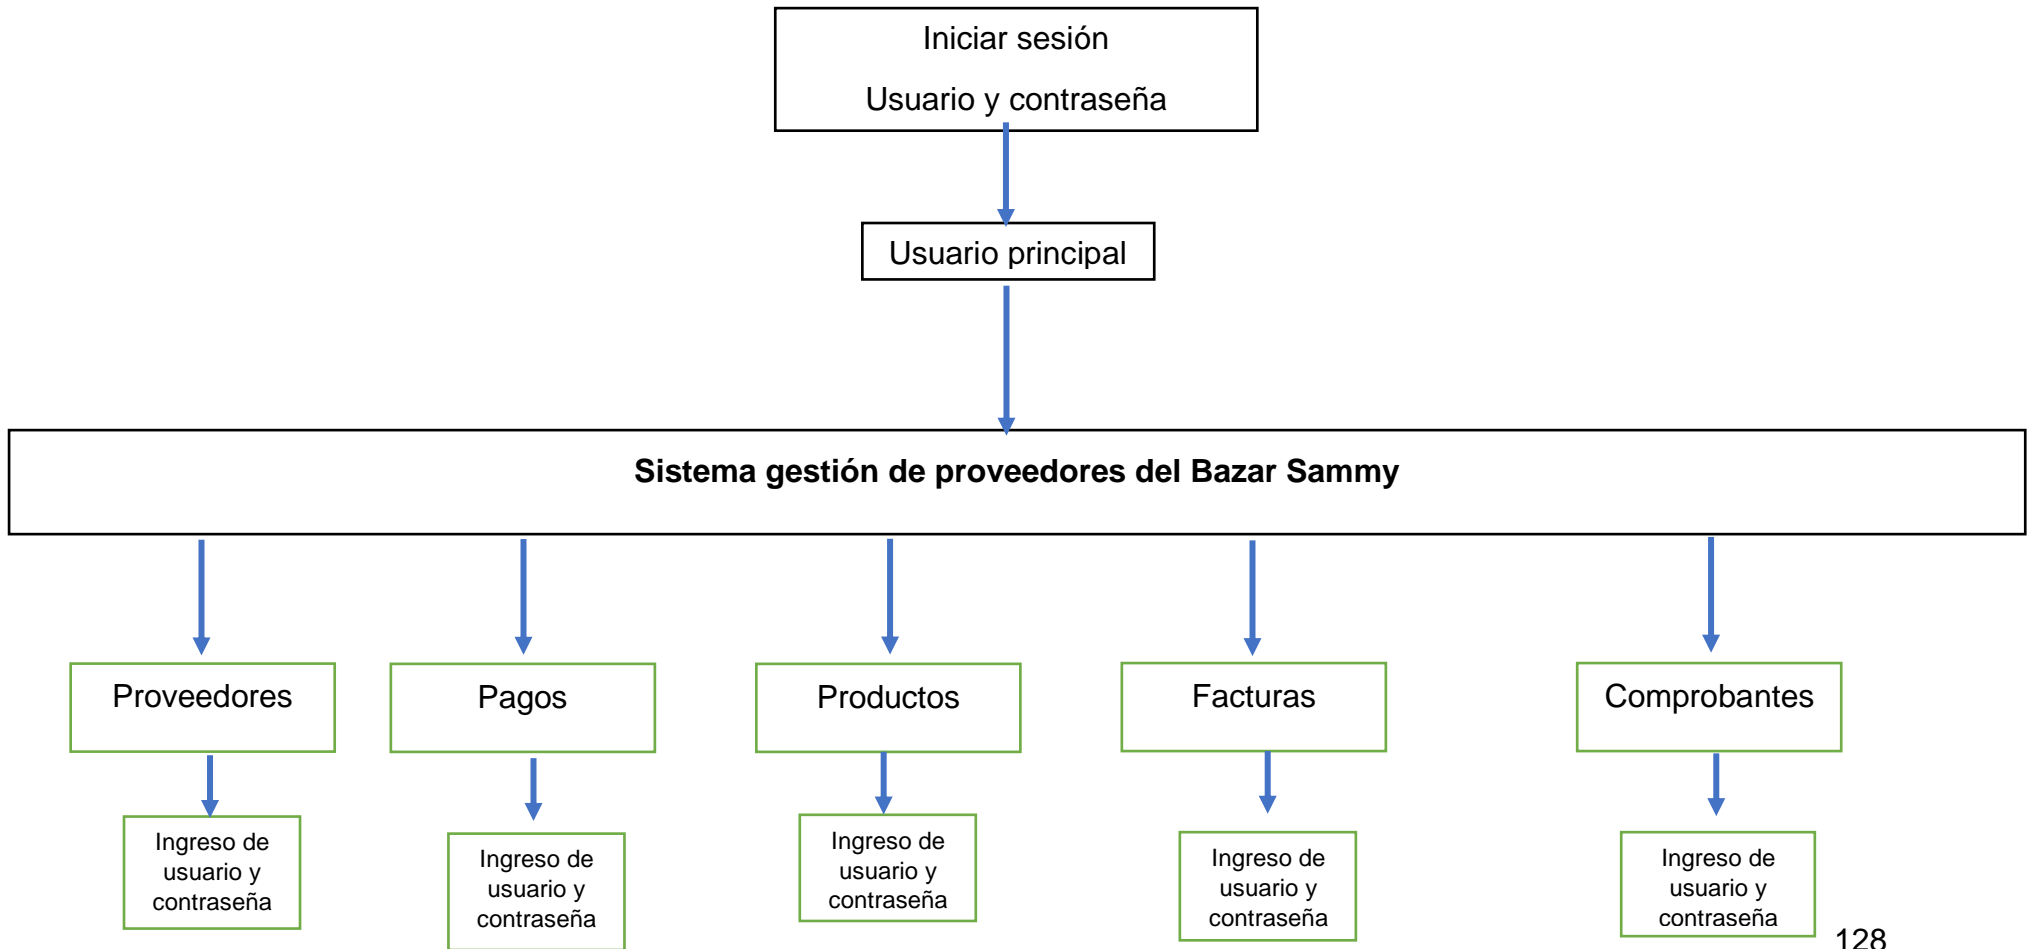 Iniciar sesión
Usuario y contraseña
Usuario principal
Sistema gestión de proveedores del Bazar Sammy
Proveedores
Pagos
Productos
Facturas
Comprobantes
Ingreso de
usuario y
contraseña
Ingreso de
usuario y
contraseña
Ingreso de
usuario y
contraseña
Ingreso de
usuario y
contraseña
Ingreso de
usuario y
contraseña
128